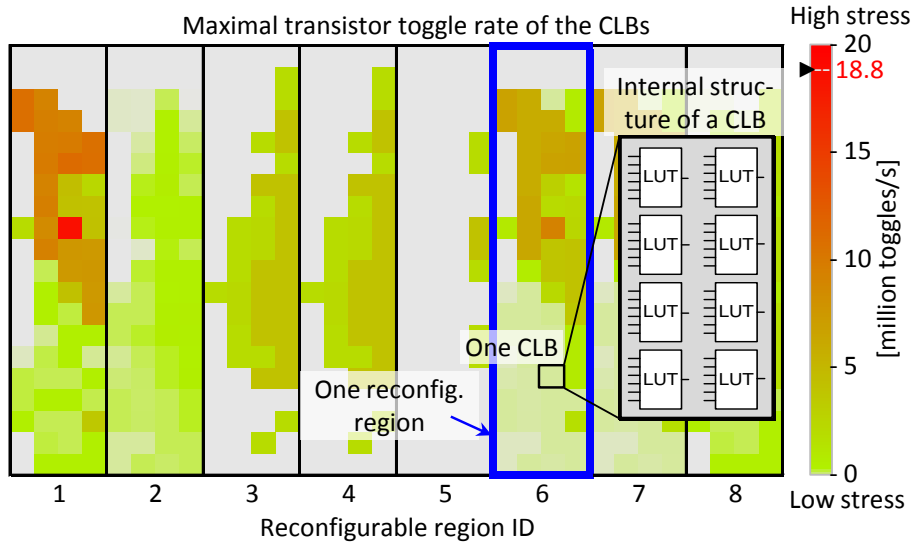 Maximal transistor toggle rate of the CLBs
High stress
20
18.8
15
10
5
0
[million toggles/s]
Low stress
Internal struc-
ture of a CLB
LUT LUT
LUT LUT
LUT LUT
LUT LUT
One CLB
One reconfig.
region
1 2 3 4 5 6 7 8
Reconfigurable region ID